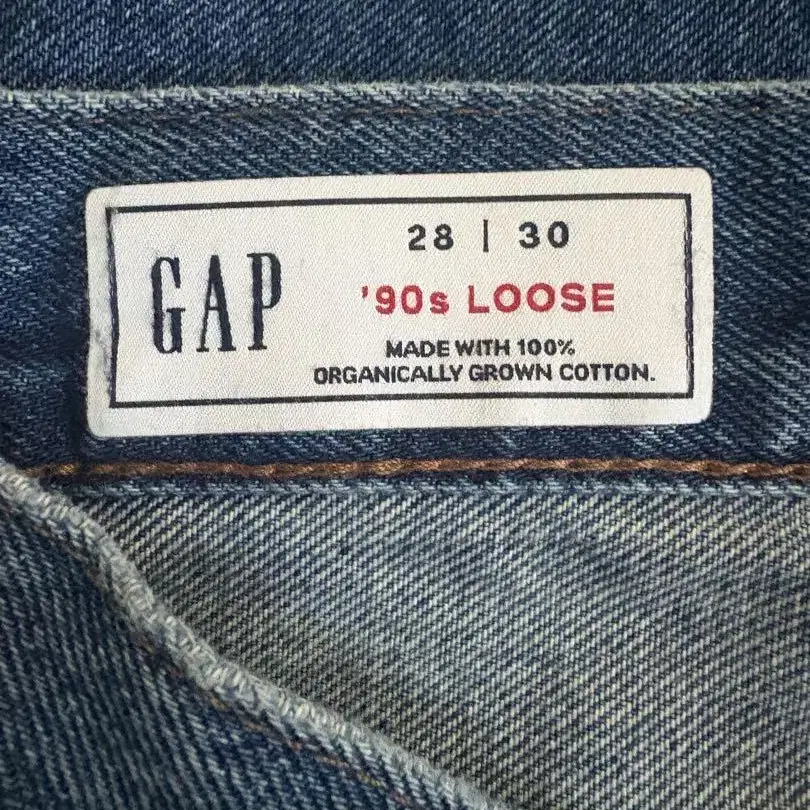 GAP
28 | 30
'90s LOOSE
MADE WITH 100%
ORGANICALLY GROWN COTTON.